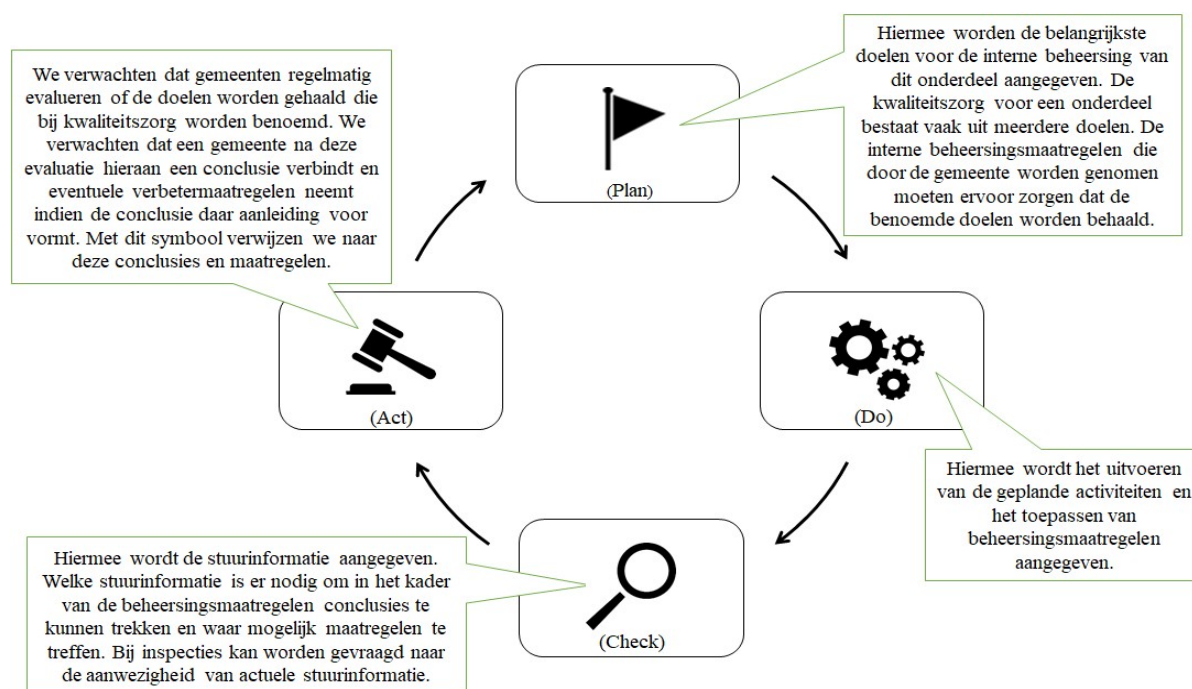 We verwachten dat gemeenten regelmatig
evalueren of de doelen worden gehaald die
bij kwaliteitszorg worden benoemd. We
verwachten dat een gemeente na deze
evaluatie hieraan een conclusie verbindt en
eventuele verbetermaatregelen neemt
indien de conclusie daar aanleiding voor
vormt. Met dit symbool verwijzen we naar
deze conclusies en maatregelen.
(Plan)
Hiermee worden de belangrijkste
doelen voor de interne beheersing van
dit onderdeel aangegeven. De
kwaliteitszorg voor een onderdeel
bestaat vaak uit meerdere doelen. De
interne beheersingsmaatregelen die
door de gemeente worden genomen
moeten ervoor zorgen dat de
benoemde doelen worden behaald.
(Act)
(Do)
Hiermee wordt het uitvoeren
van de geplande activiteiten en
het toepassen van
beheersingsmaatregelen
aangegeven.
Hiermee wordt de stuurinformatie aangegeven.
Welke stuurinformatie is er nodig om in het kader
van de beheersingsmaatregelen conclusies te
kunnen trekken en waar mogelijk maatregelen te
treffen. Bij inspecties kan worden gevraagd naar
de aanwezigheid van actuele stuurinformatie.
(Check)